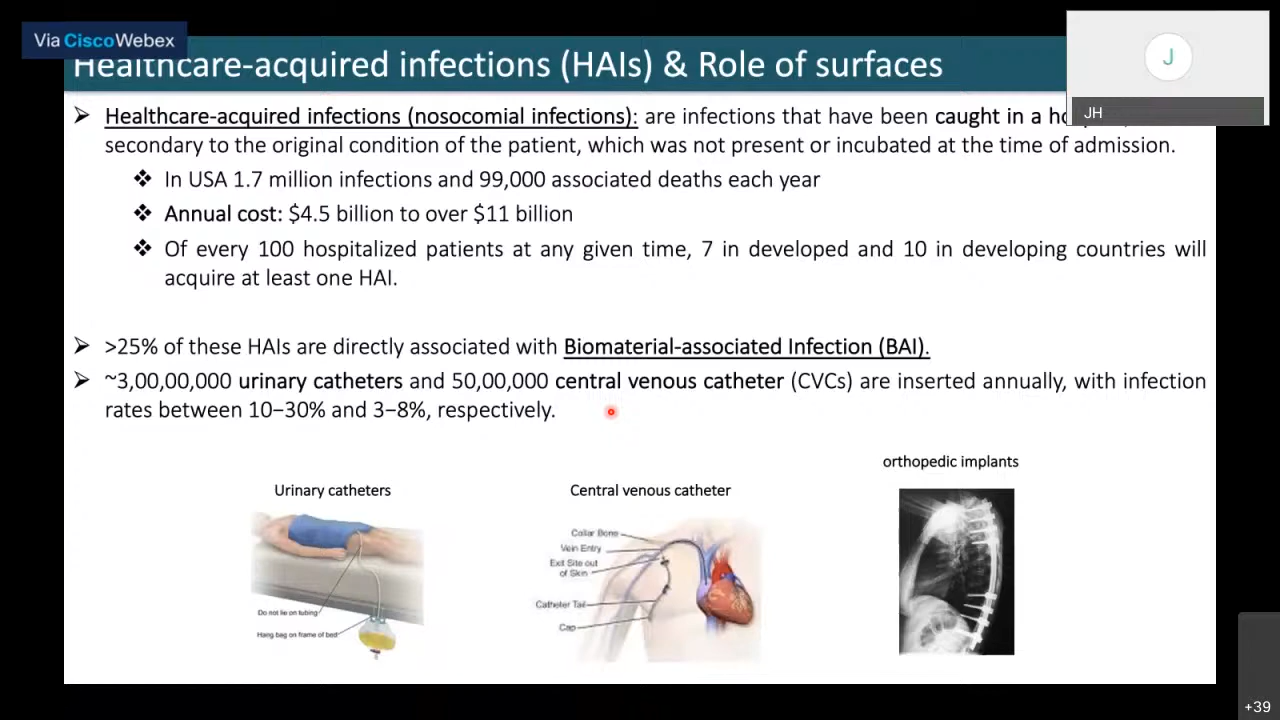 Via CiscoWebex
Healthcare-acquired infections (HAIs) & Role of surfaces
J
JH
➢ Healthcare-acquired infections (nosocomial infections): are infections that have been caught in a
secondary to the original condition of the patient, which was not present or incubated at the time of admission.
❖ In USA 1.7 million infections and 99,000 associated deaths each year
❖ Annual cost: $4.5 billion to over $11 billion
❖ Of every 100 hospitalized patients at any given time, 7 in developed and 10 in developing countries will
acquire at least one HAI.
➢ >25% of these HAIs are directly associated with Biomaterial-associated Infection (BAI).
➢ ~3,00,00,000 urinary catheters and 50,00,000 central venous catheter (CVCs) are inserted annually, with infection
rates between 10−30% and 3−8%, respectively.
orthopedic implants
Urinary catheters
Central venous catheter
Do not lie on tubing
Hang bag on frame of bed
Collar Bone
Vein Entry
Exit Site out
of Skin
Catheter Tail
Cap
+39